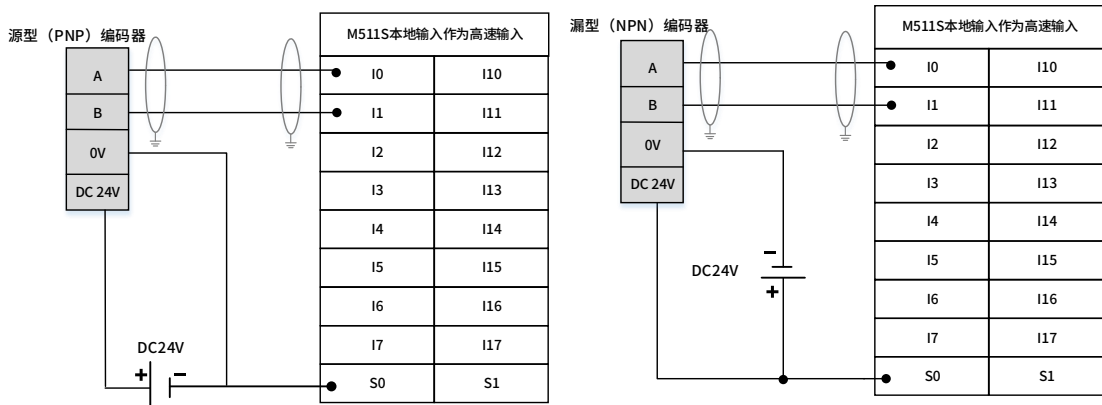 源型（PNP）编码器
M511S本地输入作为高速输入
A
I0 I10
B
I1 I11
0V
I2 I12
DC 24V
I3 I13
I4 I14
I5 I15
I6 I16
DC24V
I7 I17
+ -
S0 S1
漏型（NPN）编码器
M511S本地输入作为高速输入
A
I0 I10
B
I1 I11
0V
I2 I12
DC 24V
I3 I13
I4 I14
-
DC24V
I5 I15
+
I6 I16
I7 I17
S0 S1